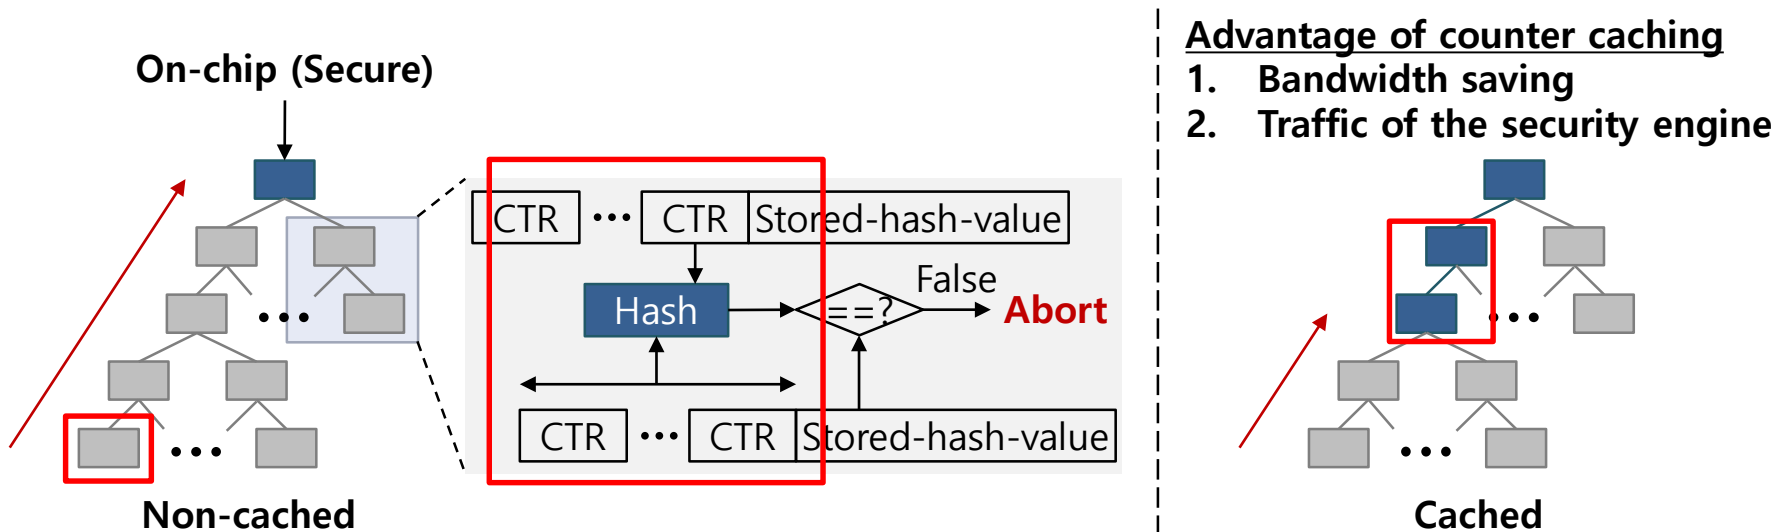 On-chip (Secure)
CTR ••• CTR Stored-hash-value
Hash
==?
False
Abort
CTR ••• CTR Stored-hash-value
•••
•••
Non-cached
Advantage of counter caching
1. Bandwidth saving
2. Traffic of the security engine
•••
•••
Cached